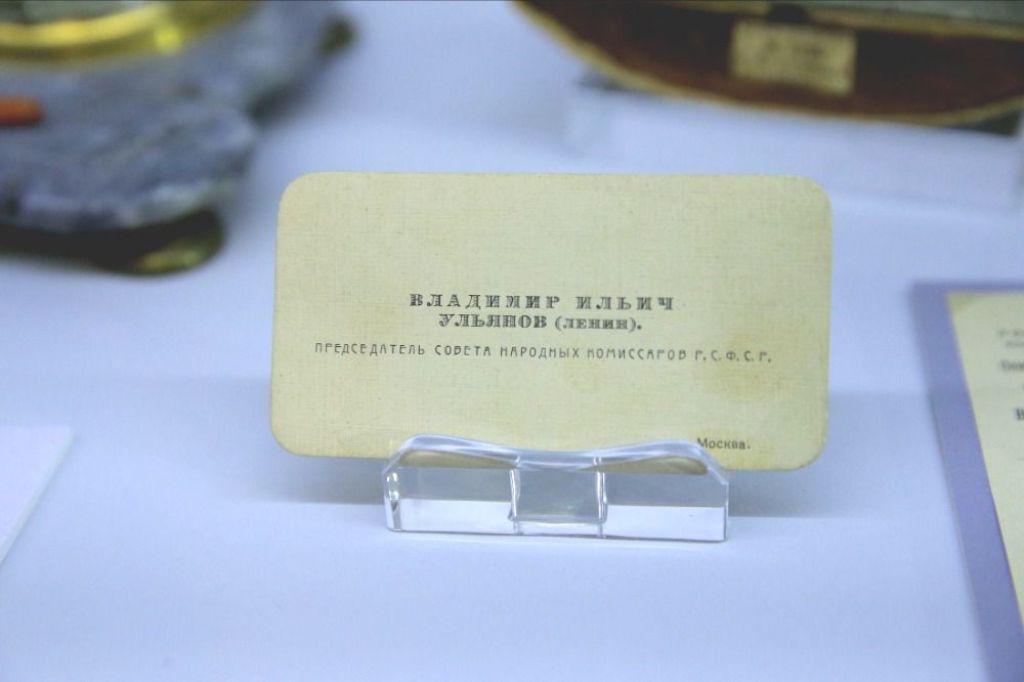 ВЛАДИМИР ИЛЬИЧ
УЛЬЯНОВ (ЛЕНИН).
ПРЕДСЕДАТЕЛЬ СОВЕТА НАРОДНЫХ КОМИССАРОВ Р.С.Ф.С.Р.
Москва.